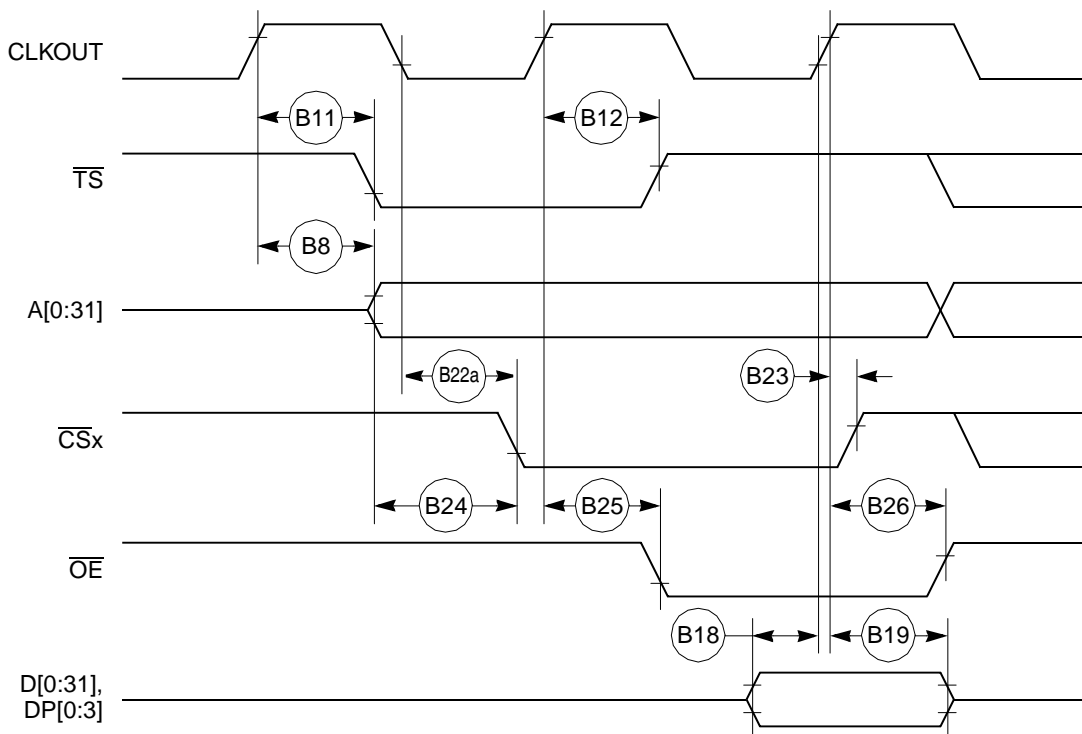 CLKOUT
B11
B12
TS
B8
A[0:31]
B22a
B23
CSx
B24
B25
B26
OE
B18
B19
D[0:31],
DP[0:3]